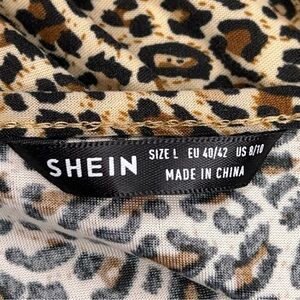 SHEIN
SIZE L EU 40/42 US 8/10
MADE IN CHINA